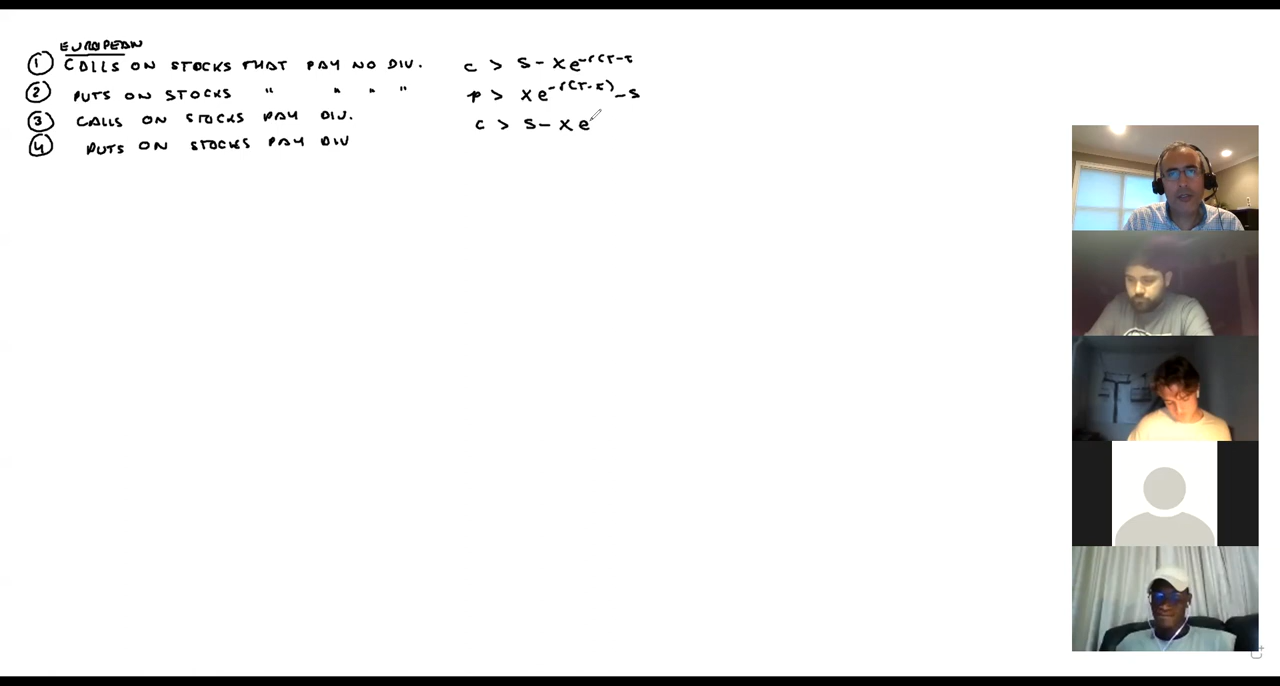 EUROPEAN
① CALLS ON STOCKS THAT PAY NO DIV. c > S - Xe^-r(T-t
② PUTS ON STOCKS " " " " p > Xe^-r(T-t) - S
③ CALLS ON STOCKS PAY DIV. c > S - Xe
④ PUTS ON STOCKS PAY DIV